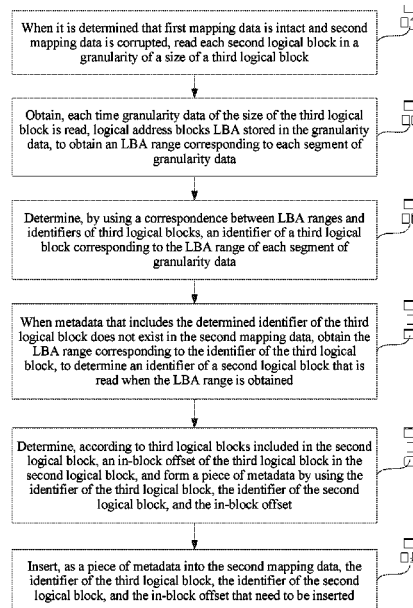 When it is determined that first mapping data is intact and second
mapping data is corrupted, read each second logical block in a
granularity of a size of a third logical block
Obtain, each time granularity data of the size of the third logical
block is read, logical address blocks LBA stored in the granularity
data, to obtain an LBA range corresponding to each segment of
granularity data
Determine, by using a correspondence between LBA ranges and
identifiers of third logical blocks, an identifier of a third logical
block corresponding to the LBA range of each segment of
granularity data
When metadata that includes the determined identifier of the third
logical block does not exist in the second mapping data, obtain the
LBA range corresponding to the identifier of the third logical
block, to determine an identifier of a second logical block that is
read when the LBA range is obtained
Determine, according to third logical blocks included in the second
logical block, an in-block offset of the third logical block in the
second logical block, and form a piece of metadata by using the
identifier of the third logical block, the identifier of the second
logical block, and the in-block offset
Insert, as a piece of metadata into the second mapping data, the
identifier of the third logical block, the identifier of the second
logical block, and the in-block offset that need to be inserted